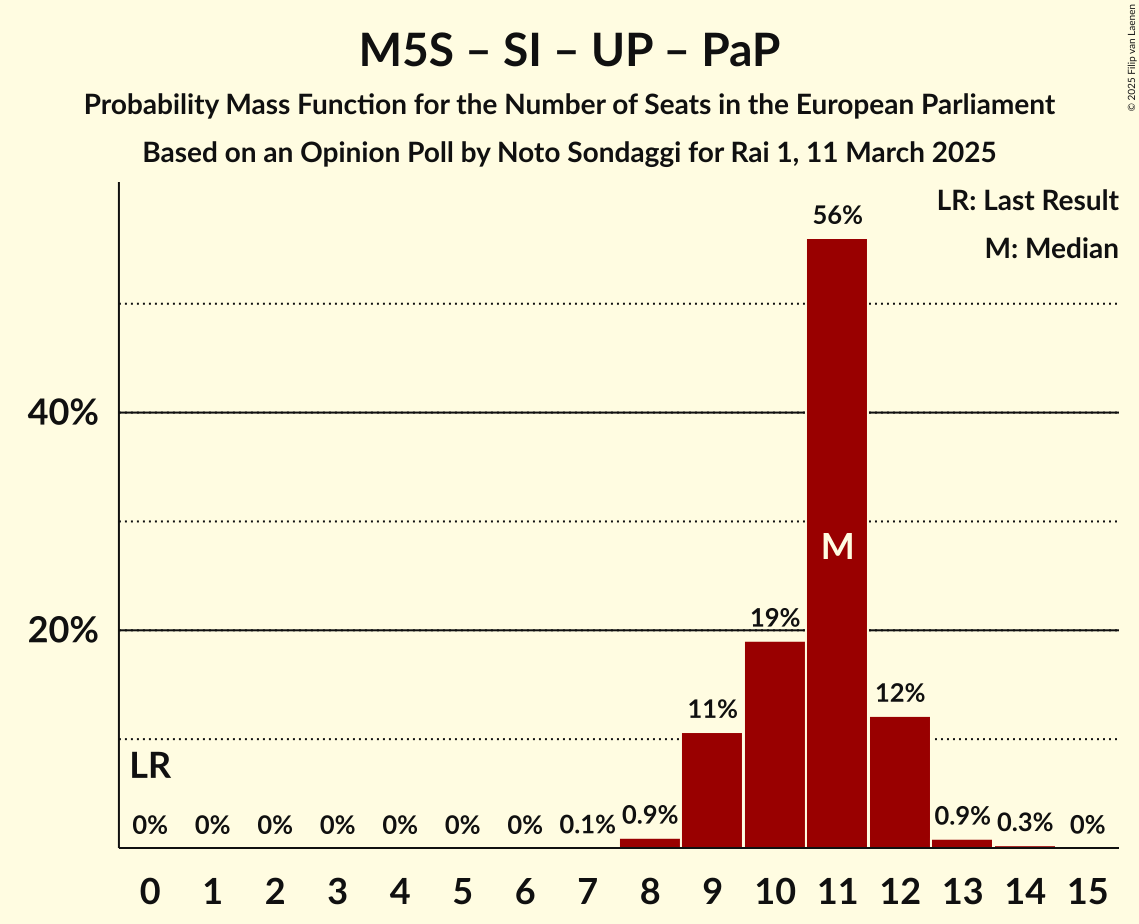 M5S – SI – UP – PaP
Probability Mass Function for the Number of Seats in the European Parliament
Based on an Opinion Poll by Noto Sondaggi for Rai 1, 11 March 2025
© 2025 Filip van Laenen
LR: Last Result
M: Median
56%
40%
M
20%
19%
12%
11%
LR
0% 0% 0% 0% 0% 0% 0% 0.1% 0.9% 0.9% 0.3% 0%
0 1 2 3 4 5 6 7 8 9 10 11 12 13 14 15